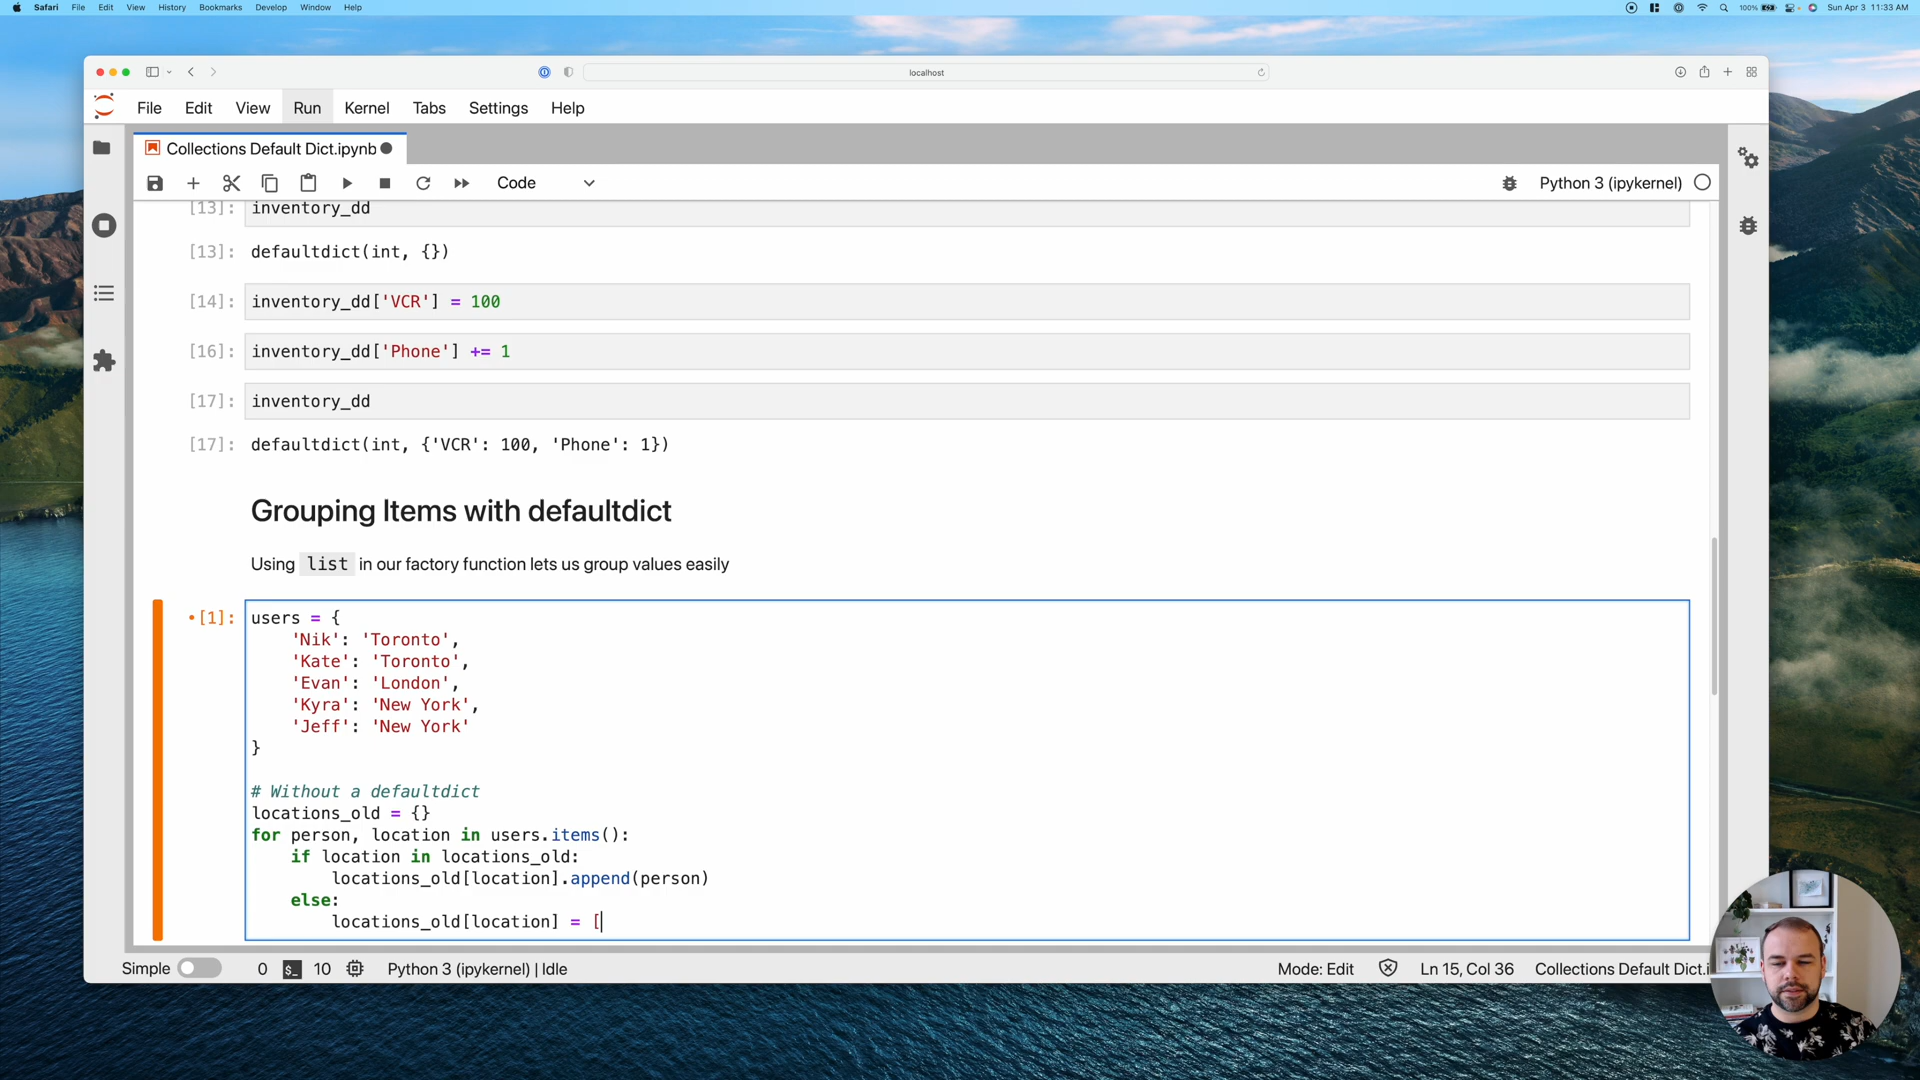 Safari File Edit View History Bookmarks Develop Window Help 100% Sun Apr 3 11:33 AM
localhost
File Edit View Run Kernel Tabs Settings Help
Collections Default Dict.ipynb
Code Python 3 (ipykernel)
[13]: inventory_dd
[13]: defaultdict(int, {})
[14]: inventory_dd['VCR'] = 100
[16]: inventory_dd['Phone'] += 1
[17]: inventory_dd
[17]: defaultdict(int, {'VCR': 100, 'Phone': 1})
Grouping Items with defaultdict
Using list in our factory function lets us group values easily
•[1]: users = {
'Nik': 'Toronto',
'Kate': 'Toronto',
'Evan': 'London',
'Kyra': 'New York',
'Jeff': 'New York'
}
# Without a defaultdict
locations_old = {}
for person, location in users.items():
if location in locations_old:
locations_old[location].append(person)
else:
locations_old[location] = [
Simple 0 $_ 10 Python 3 (ipykernel) | Idle Mode: Edit Ln 15, Col 36 Collections Default Dict.i